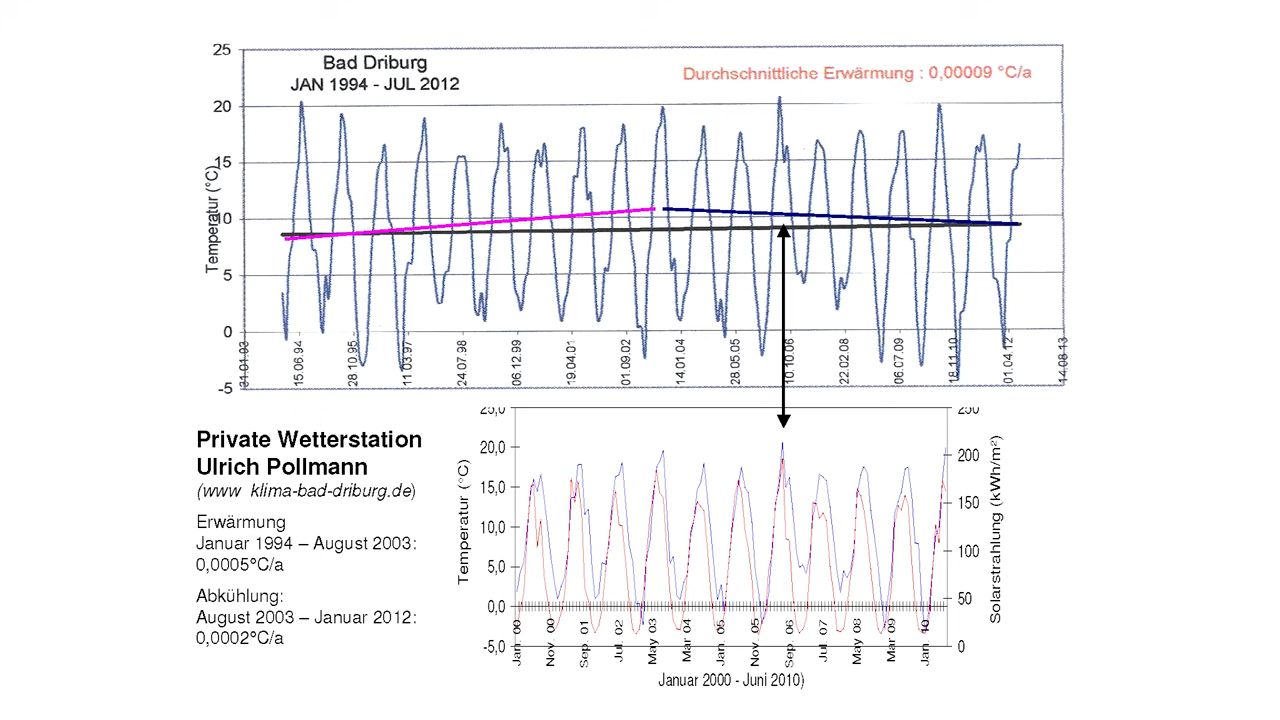 Bad Driburg
JAN 1994 - JUL 2012
Durchschnittliche Erwärmung : 0,00009 °C/a
Temperatur (°C)
25
20
15
10
5
0
-5
31.01.93
15.06.94
28.10.95
11.03.97
24.07.98
06.12.99
19.04.01
01.09.02
14.01.04
28.05.05
10.10.06
22.02.08
06.07.09
18.11.10
01.04.12
14.08.13
Private Wetterstation
Ulrich Pollmann
(www klima-bad-driburg.de)
Erwärmung
Januar 1994 – August 2003:
0,0005°C/a
Abkühlung:
August 2003 – Januar 2012:
0,0002°C/a
Temperatur (°C)
25,0
20,0
15,0
10,0
5,0
0,0
-5,0
250
200
150
100
50
0
Solarstrahlung (kWh/m²)
Jan. 00
Nov. 00
Sep. 01
Jul. 02
May 03
Mar 04
Jan. 05
Nov. 05
Sep. 06
Jul. 07
May 08
Mar 09
Jan 10
Januar 2000 - Juni 2010)